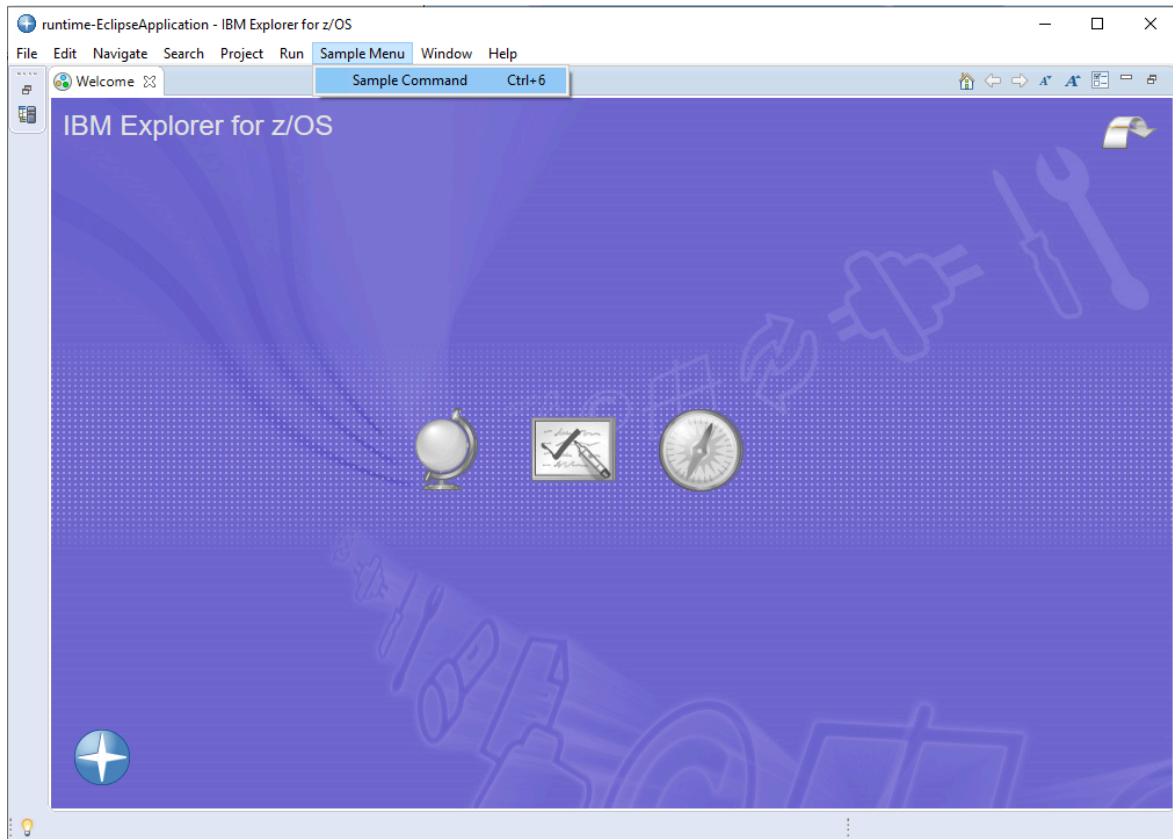 runtime-EclipseApplication - IBM Explorer for z/OS
File Edit Navigate Search Project Run Sample Menu Window Help
Sample Command Ctrl+6
Welcome
IBM Explorer for z/OS